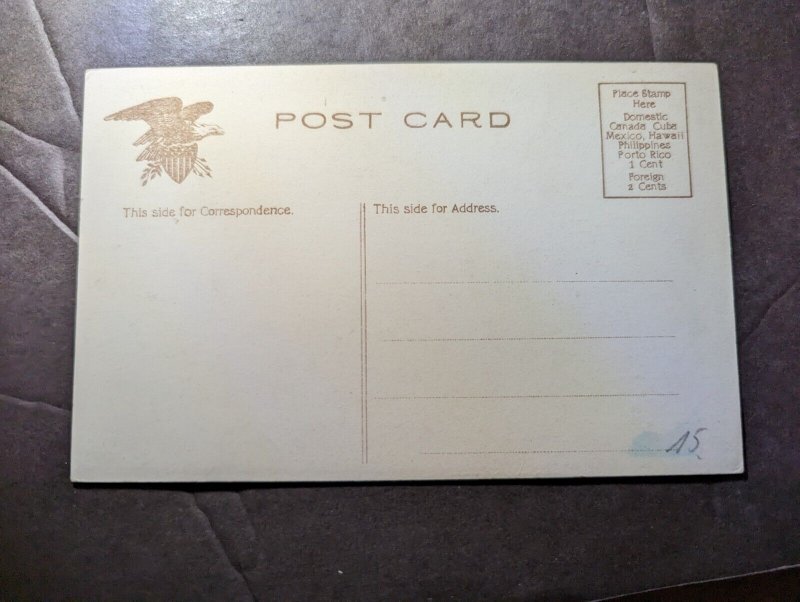 POST CARD
Place Stamp
Here
Domestic
Canada Cuba
Mexico, Hawaii
Philippines
Porto Rico
1 Cent
Foreign
2 Cents
This side for Correspondence.
This side for Address.
15.